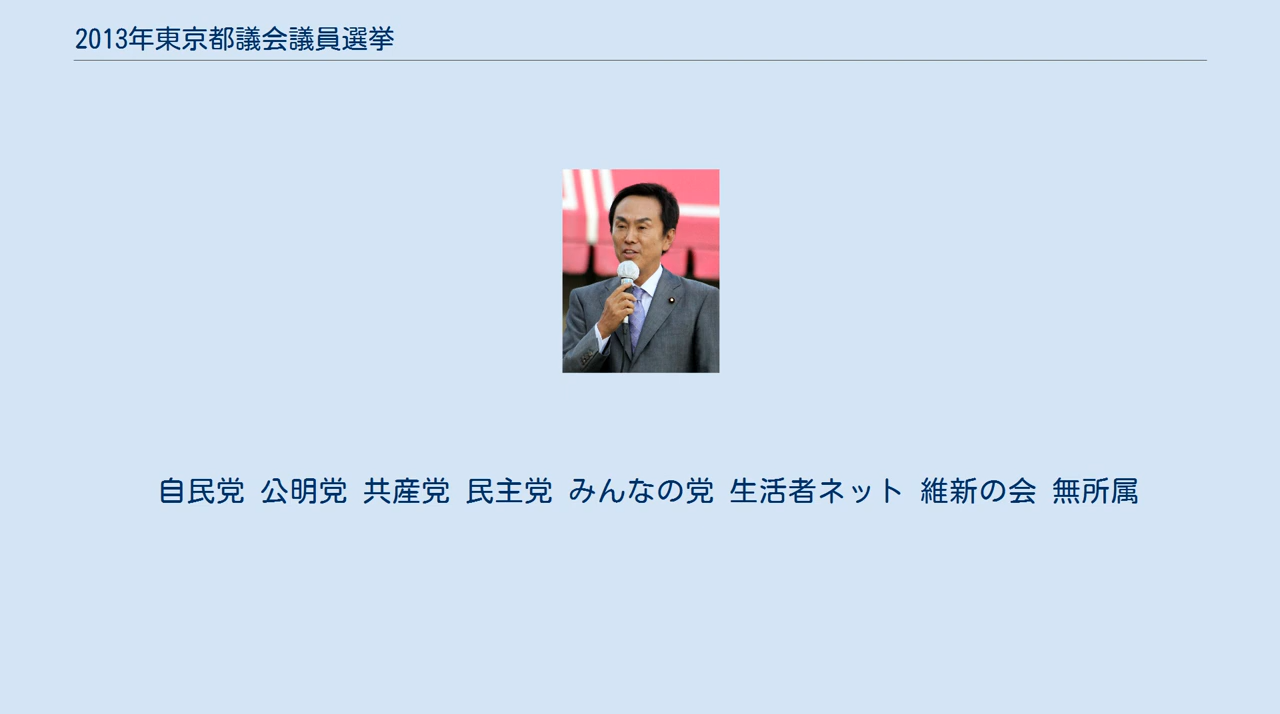 2013年東京都議会議員選挙
自民党 公明党 共産党 民主党 みんなの党 生活者ネット 維新の会 無所属